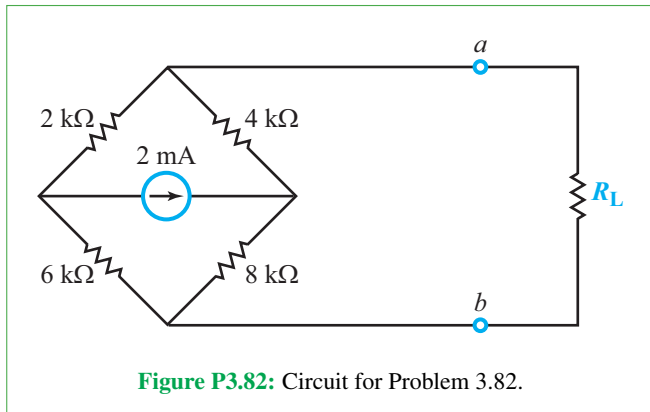 a
2 kΩ
4 kΩ
2 mA
R_L
6 kΩ
8 kΩ
b
Figure P3.82: Circuit for Problem 3.82.